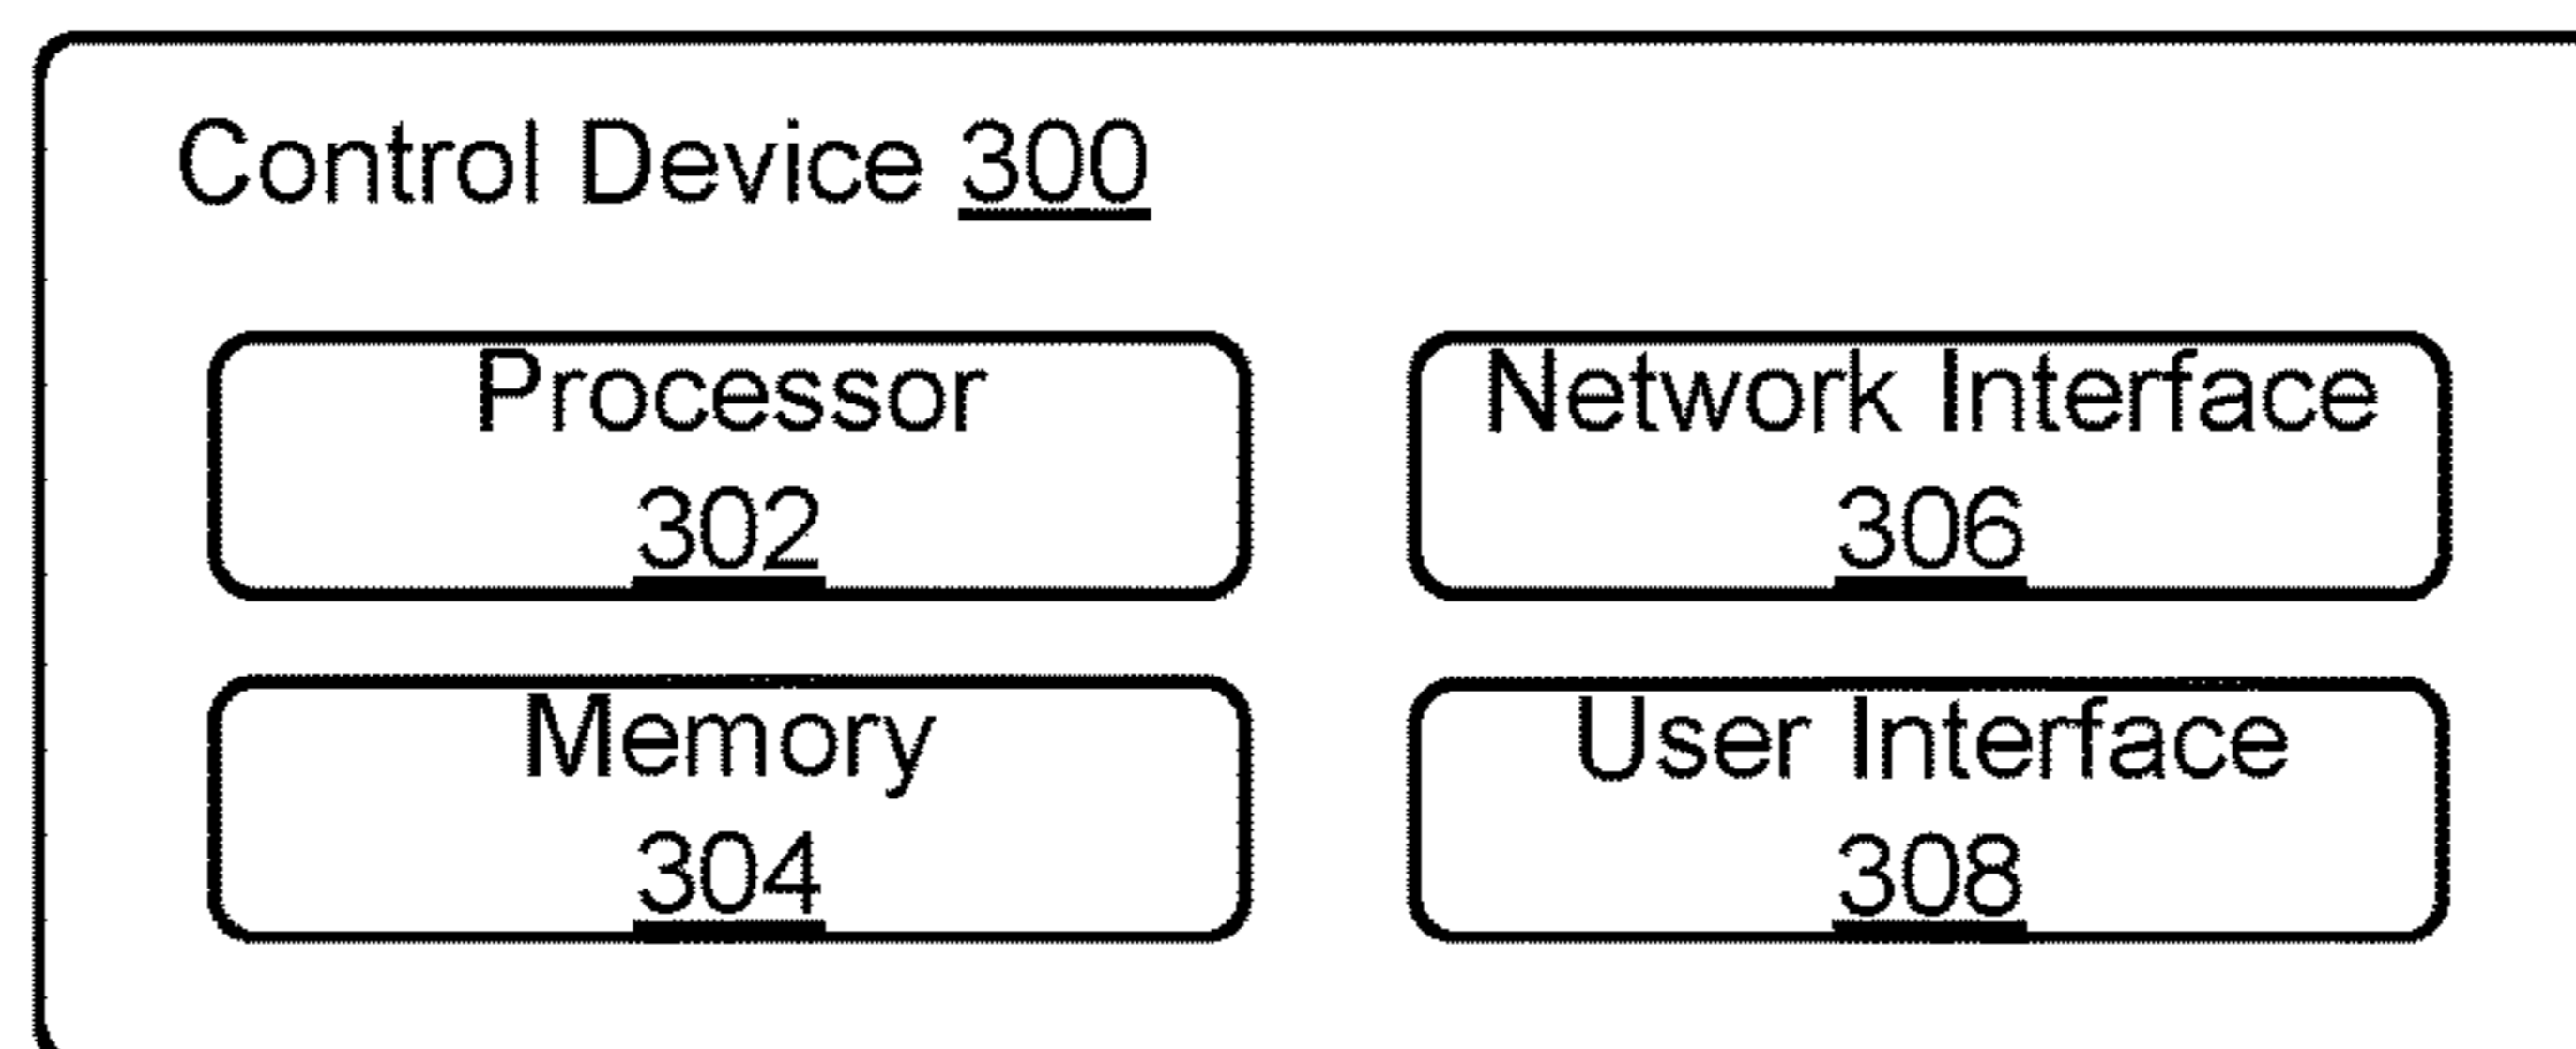 Control Device 300
Processor
302
Network Interface
306
Memory
304
User Interface
308